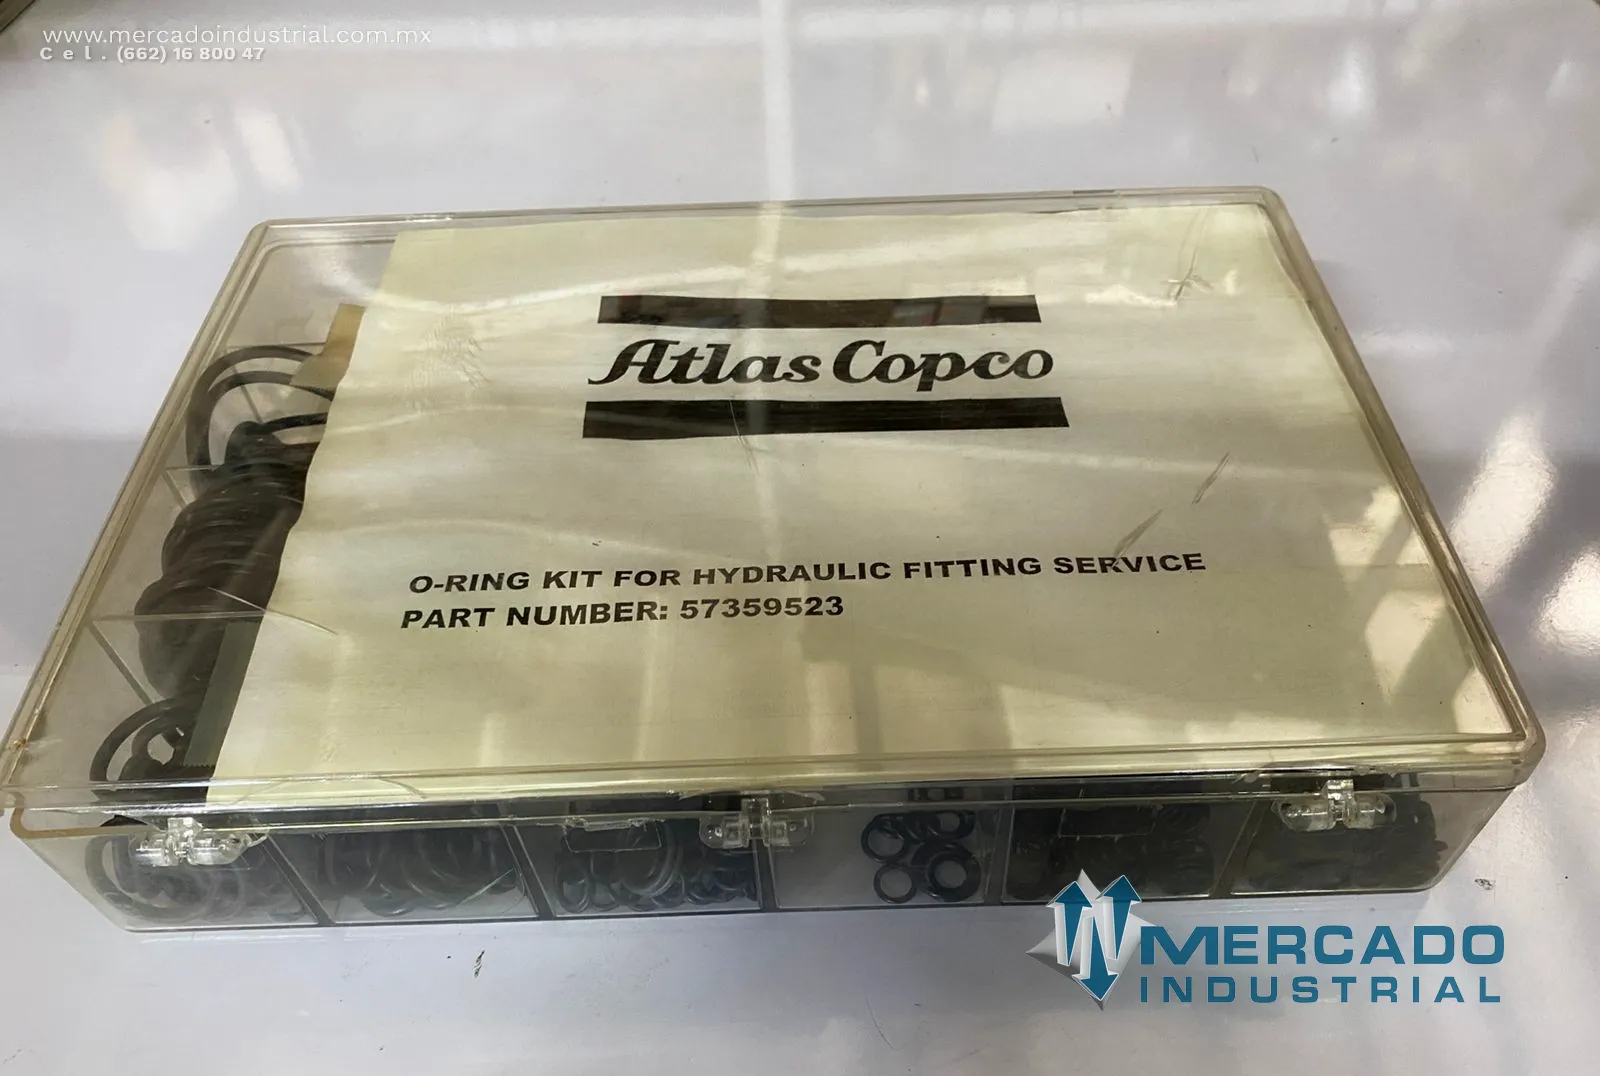 www.mercadoindustrial.com.mx
Cel. (662) 16 800 47
Atlas Copco
O-RING KIT FOR HYDRAULIC FITTING SERVICE
PART NUMBER: 57359523
MERCADO
INDUSTRIAL